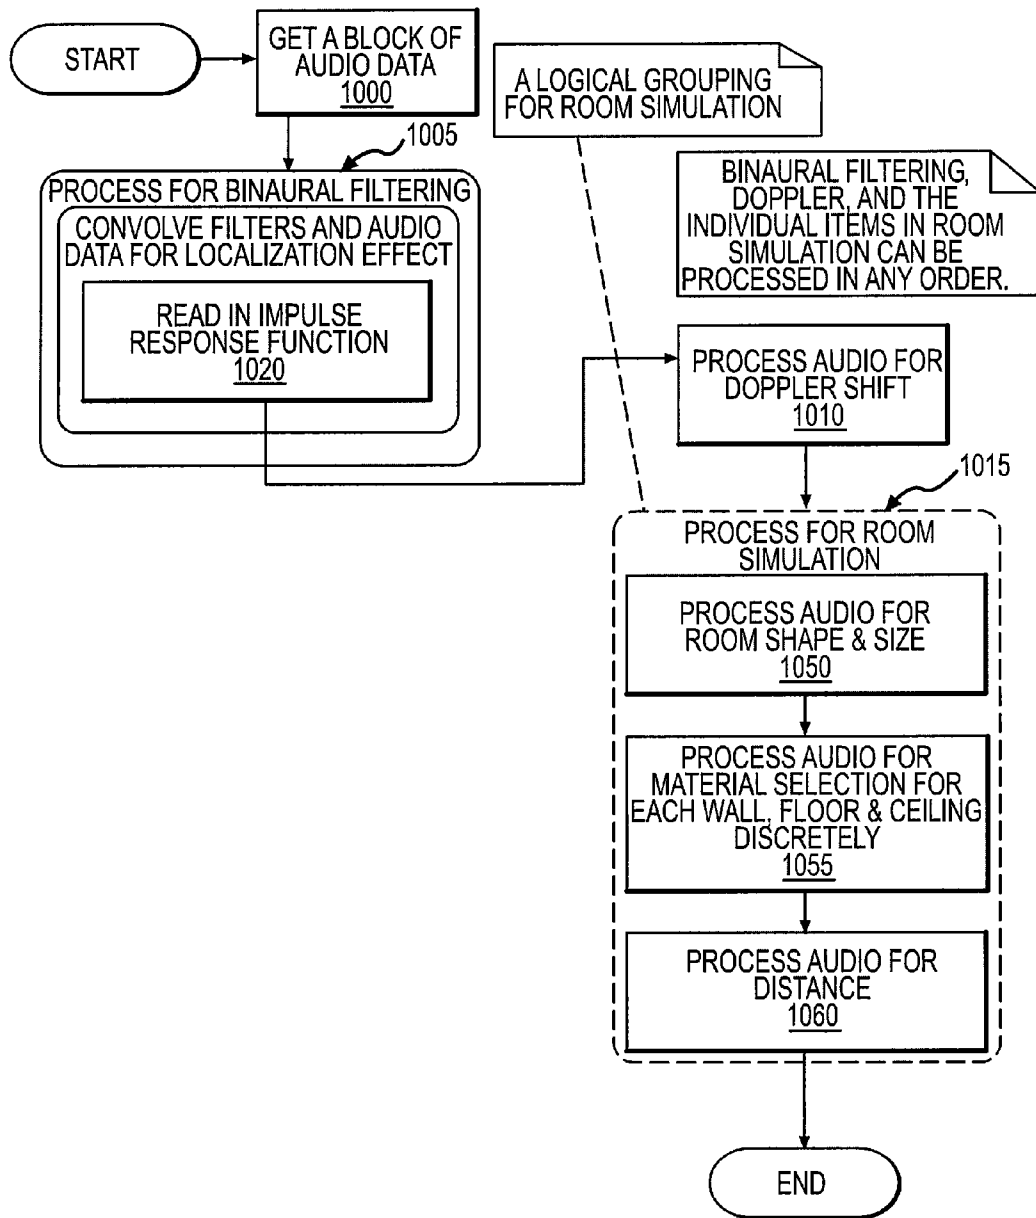 START
GET A BLOCK OF
AUDIO DATA
1000
A LOGICAL GROUPING
FOR ROOM SIMULATION
1005
PROCESS FOR BINAURAL FILTERING
CONVOLVE FILTERS AND AUDIO
DATA FOR LOCALIZATION EFFECT
READ IN IMPULSE
RESPONSE FUNCTION
1020
BINAURAL FILTERING,
DOPPLER, AND THE
INDIVIDUAL ITEMS IN ROOM
SIMULATION CAN BE
PROCESSED IN ANY ORDER.
PROCESS AUDIO FOR
DOPPLER SHIFT
1010
1015
PROCESS FOR ROOM
SIMULATION
PROCESS AUDIO FOR
ROOM SHAPE & SIZE
1050
PROCESS AUDIO FOR
MATERIAL SELECTION FOR
EACH WALL, FLOOR & CEILING
DISCRETELY
1055
PROCESS AUDIO FOR
DISTANCE
1060
END